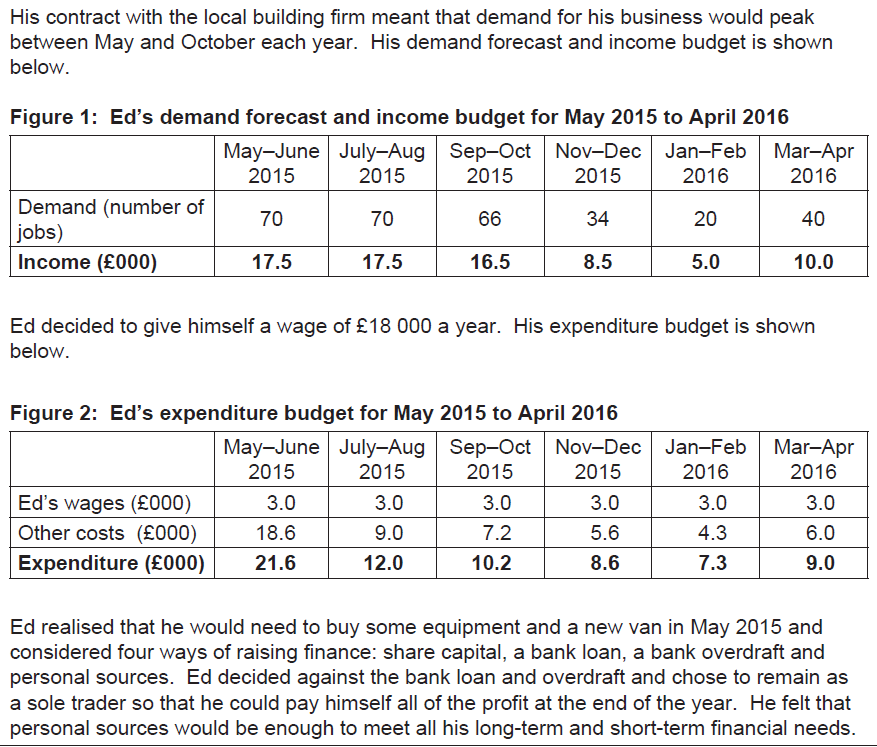 His contract with the local building firm meant that demand for his business would peak
between May and October each year. His demand forecast and income budget is shown
below.
Figure 1: Ed's demand forecast and income budget for May 2015 to April 2016
May–June July–Aug Sep–Oct Nov–Dec Jan–Feb Mar–Apr
2015 2015 2015 2015 2016 2016
Demand (number of
jobs) 70 70 66 34 20 40
Income (£000) 17.5 17.5 16.5 8.5 5.0 10.0
Ed decided to give himself a wage of £18 000 a year. His expenditure budget is shown
below.
Figure 2: Ed's expenditure budget for May 2015 to April 2016
May–June July–Aug Sep–Oct Nov–Dec Jan–Feb Mar–Apr
2015 2015 2015 2015 2016 2016
Ed's wages (£000) 3.0 3.0 3.0 3.0 3.0 3.0
Other costs (£000) 18.6 9.0 7.2 5.6 4.3 6.0
Expenditure (£000) 21.6 12.0 10.2 8.6 7.3 9.0
Ed realised that he would need to buy some equipment and a new van in May 2015 and
considered four ways of raising finance: share capital, a bank loan, a bank overdraft and
personal sources. Ed decided against the bank loan and overdraft and chose to remain as
a sole trader so that he could pay himself all of the profit at the end of the year. He felt that
personal sources would be enough to meet all his long-term and short-term financial needs.